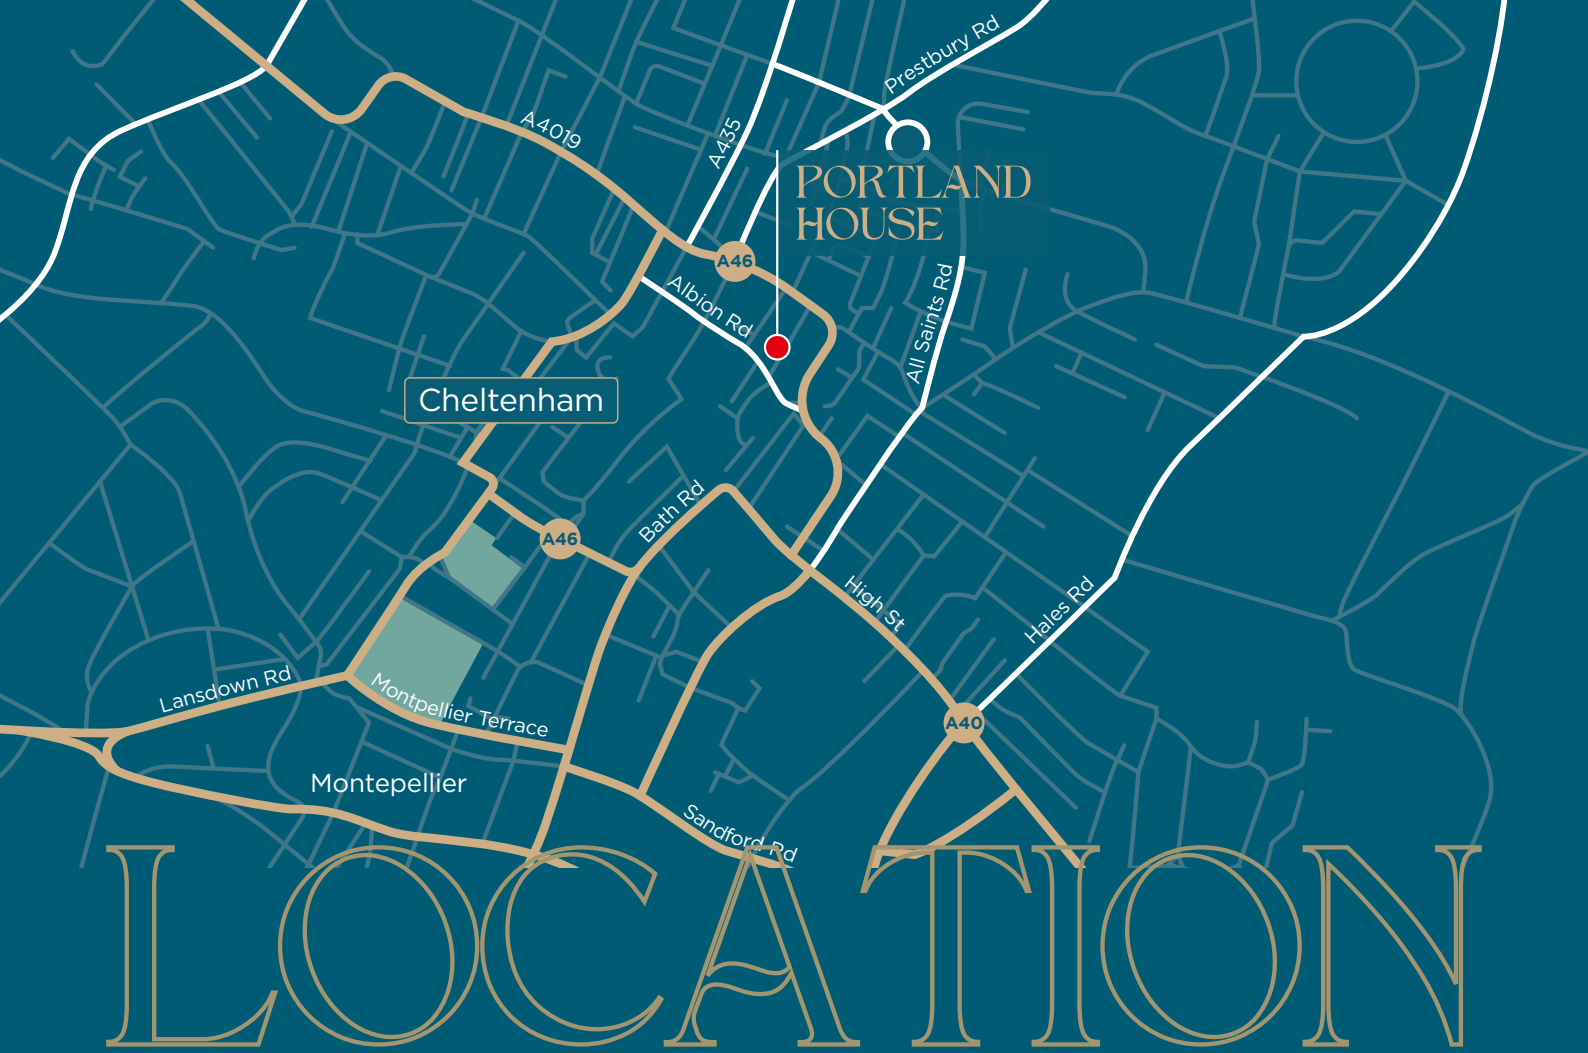 Prestbury Rd
A4019
A435
PORTLAND
HOUSE
A46
Albion Rd
All Saints Rd
Cheltenham
Bath Rd
A46
High St
Hales Rd
Lansdown Rd
Montpellier Terrace
A40
Montepellier
Sandford Rd
LOCATION